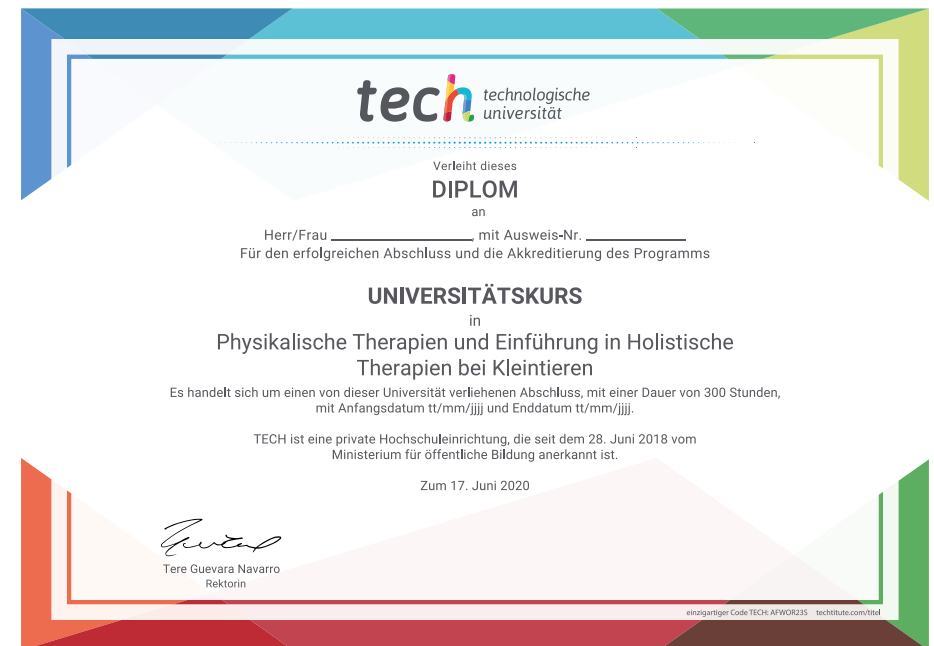 tech technologische
universität
Verleiht dieses
DIPLOM
an
Herr/Frau ____________, mit Ausweis-Nr. ____________
Für den erfolgreichen Abschluss und die Akkreditierung des Programms
UNIVERSITÄTSKURS
in
Physikalische Therapien und Einführung in Holistische
Therapien bei Kleintieren
Es handelt sich um einen von dieser Universität verliehenen Abschluss, mit einer Dauer von 300 Stunden,
mit Anfangsdatum tt/mm/jjjj und Enddatum tt/mm/jjjj.
TECH ist eine private Hochschuleinrichtung, die seit dem 28. Juni 2018 vom
Ministerium für öffentliche Bildung anerkannt ist.
Zum 17. Juni 2020
Tere Guevara Navarro
Rektorin
einzigartiger Code TECH: AFWOR23S techtitute.com/titel